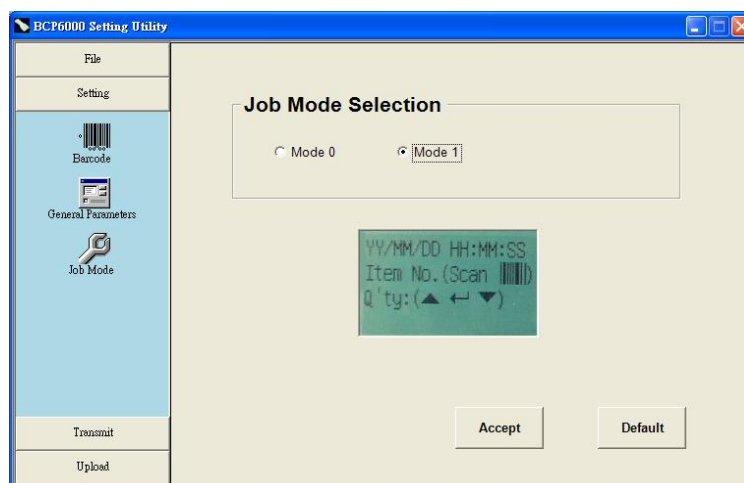 BCP6000 Setting Utility
File
Setting
Barcode
General Parameters
Job Mode
Transmit
Upload
Job Mode Selection
Mode 0
Mode 1
YY/MM/DD HH:MM:SS
Item No.(Scan )
Q'ty:(▲ ↵ ▼)
Accept
Default